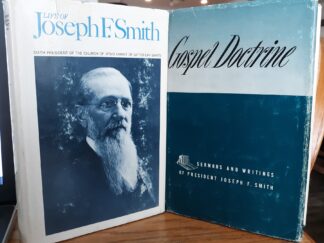 LIFE OF
Joseph F. Smith
SIXTH PRESIDENT OF THE CHURCH OF JESUS CHRIST OF LATTER-DAY SAINTS
Gospel Doctrine
SERMONS AND WRITINGS
OF PRESIDENT JOSEPH F. SMITH